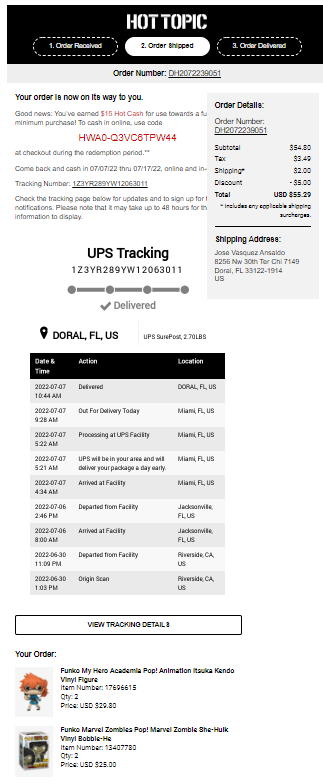 HOT TOPIC
1. Order Received
2. Order Shipped
3. Order Delivered
Order Number: DH2072239051
Your order is now on its way to you.
Good news: You've earned $15 Hot Cash for use towards a fu
minimum purchase! To cash in online, use code
HWA0-Q3VC6TPW44
at checkout during the redemption period.**
Come back and cash in 07/07/22 thru 07/17/22, online and in-
Tracking Number: 1Z3YR289YW12063011
Check the tracking page below for updates and to sign up for t
notifications. Please note that it may take up to 48 hours for th
information to display.
Order Details:
Order Number:
DH2072239051
Subtotal $54.80
Tax $3.49
Shipping* $2.00
Discount - $5.00
Total USD $55.29
* Includes any applicable shipping
surcharges.
Shipping Address:
Jose Vasquez Ansaldo
8256 Nw 30th Ter Chi 7149
Doral, FL 33122-1914
US
UPS Tracking
1Z3YR289YW12063011
Delivered
DORAL, FL, US
UPS SurePost, 2.70LBS
Date & Time Action Location
2022-07-07 10:44 AM Delivered DORAL, FL, US
2022-07-07 9:28 AM Out For Delivery Today Miami, FL, US
2022-07-07 5:22 AM Processing at UPS Facility Miami, FL, US
2022-07-07 5:21 AM UPS will be in your area and will deliver your package a day early. Miami, FL, US
2022-07-07 4:34 AM Arrived at Facility Miami, FL, US
2022-07-06 2:46 PM Departed from Facility Jacksonville, FL, US
2022-07-06 8:00 AM Arrived at Facility Jacksonville, FL, US
2022-06-30 11:09 PM Departed from Facility Riverside, CA, US
2022-06-30 1:03 PM Origin Scan Riverside, CA, US
VIEW TRACKING DETAILS
Your Order:
Funko My Hero Academia Pop! Animation Itsuka Kendo
Vinyl Figure
Item Number: 17696615
Qty: 2
Price: USD $29.80
Funko Marvel Zombies Pop! Marvel Zombie She-Hulk
Vinyl Bobble-He
Item Number: 13407780
Qty: 2
Price: USD $25.00